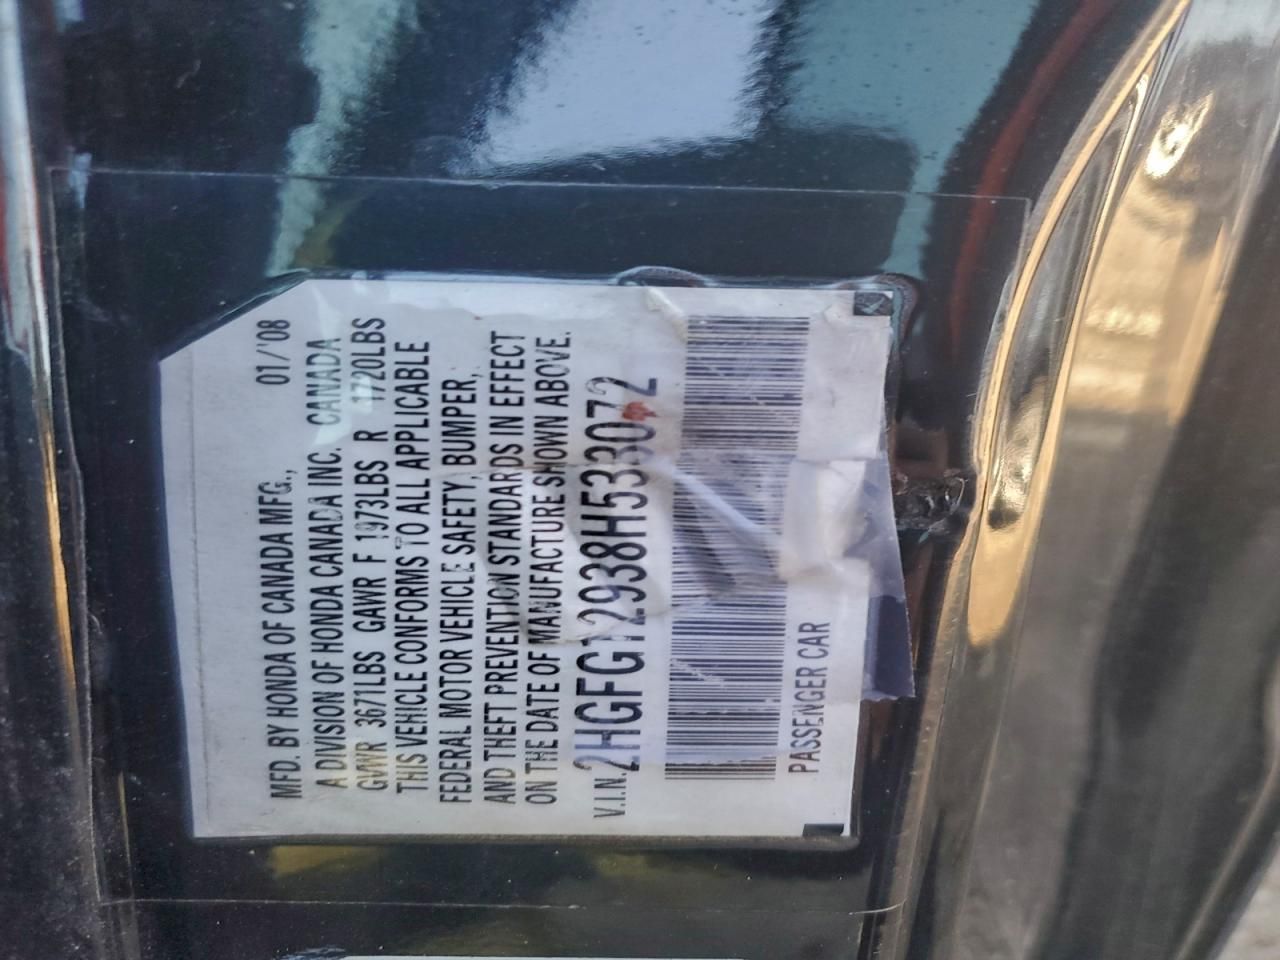 MFD. BY HONDA OF CANADA MFG., 01/'08
A DIVISION OF HONDA CANADA INC. CANADA
GVWR 3671LBS GAWR F 1973LBS R 1720LBS
THIS VEHICLE CONFORMS TO ALL APPLICABLE
FEDERAL MOTOR VEHICLE SAFETY, BUMPER,
AND THEFT PREVENTION STANDARDS IN EFFECT
ON THE DATE OF MANUFACTURE SHOWN ABOVE.
V.I.N. 2HGFG12938H533072
PASSENGER CAR